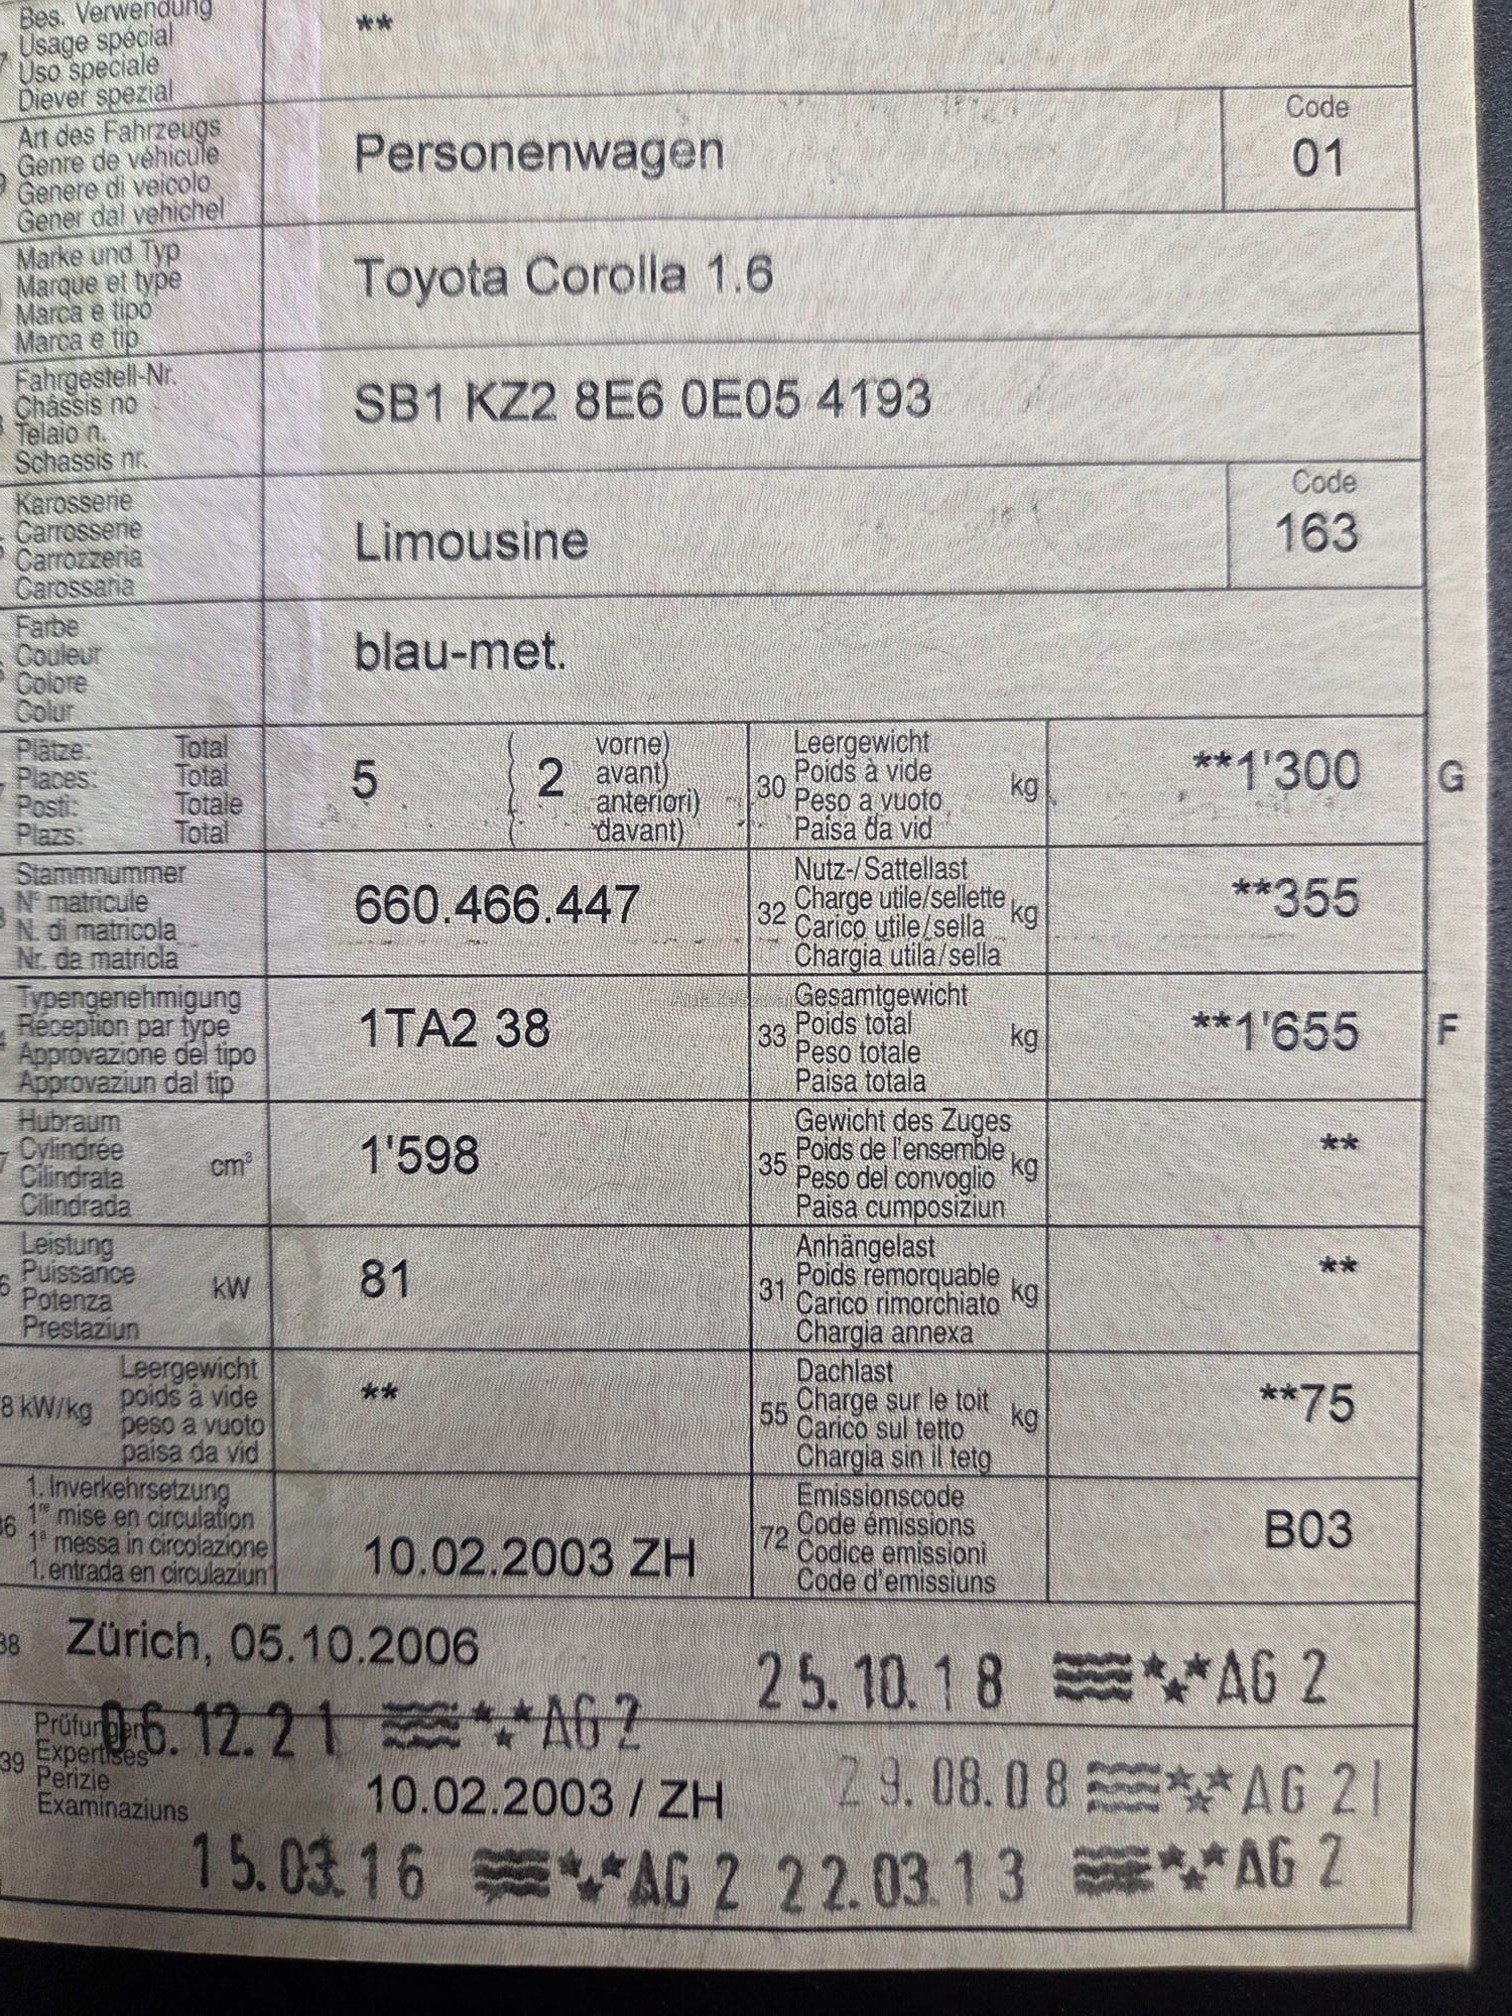 Bes. Verwendung
Usage spécial
Uso speciale
Diever spezial
**
Art des Fahrzeugs
Genre de véhicule
Genere di veicolo
Gener dal vehichel
Personenwagen
Code
01
Marke und Typ
Marque et type
Marca e tipo
Marca e tip
Toyota Corolla 1.6
Fahrgestell-Nr.
Châssis no
Telaio n.
Schassis nr.
SB1 KZ2 8E6 0E05 4193
Karosserie
Carrosserie
Carrozzeria
Carossaria
Limousine
Code
163
Farbe
Couleur
Colore
Colur
blau-met.
Plätze: Total
Places: Total
Posti: Totale
Plazs: Total
5
( 2 vorne)
avant)
anteriori)
davant)
30 Leergewicht
Poids à vide
Peso a vuoto
Paisa da vid
kg
**1'300
G
Stammnummer
N° matricule
N. di matricola
Nr. da matricla
660.466.447
32 Nutz-/Sattellast
Charge utile/sellette
Carico utile/sella
Chargia utila/sella
kg
**355
Typengenehmigung
Réception par type
Approvazione del tipo
Approvaziun dal tip
1TA2 38
33 Gesamtgewicht
Poids total
Peso totale
Paisa totala
kg
**1'655
F
Hubraum
Cylindrée
Cilindrata
Cilindrada
cm³
1'598
35 Gewicht des Zuges
Poids de l'ensemble
Peso del convoglio
Paisa cumposiziun
kg
**
Leistung
Puissance
Potenza
Prestaziun
kW
81
31 Anhängelast
Poids remorquable
Carico rimorchiato
Chargia annexa
kg
**
8 kW/kg
Leergewicht
poids à vide
peso a vuoto
paisa da vid
**
55 Dachlast
Charge sur le toit
Carico sul tetto
Chargia sin il tetg
kg
**75
36 1. Inverkehrsetzung
1re mise en circulation
1a messa in circolazione
1. entrada en circulaziun
10.02.2003 ZH
72 Emissionscode
Code émissions
Codice emissioni
Code d'emissiuns
B03
38 Zürich, 05.10.2006
25.10.18 AG 2
06.12.21 AG 2
39 Prüfungen
Expertises
Perizie
Examinaziuns
10.02.2003 / ZH
29.08.08 AG 21
15.03.16 AG 2
22.03.13 AG 2